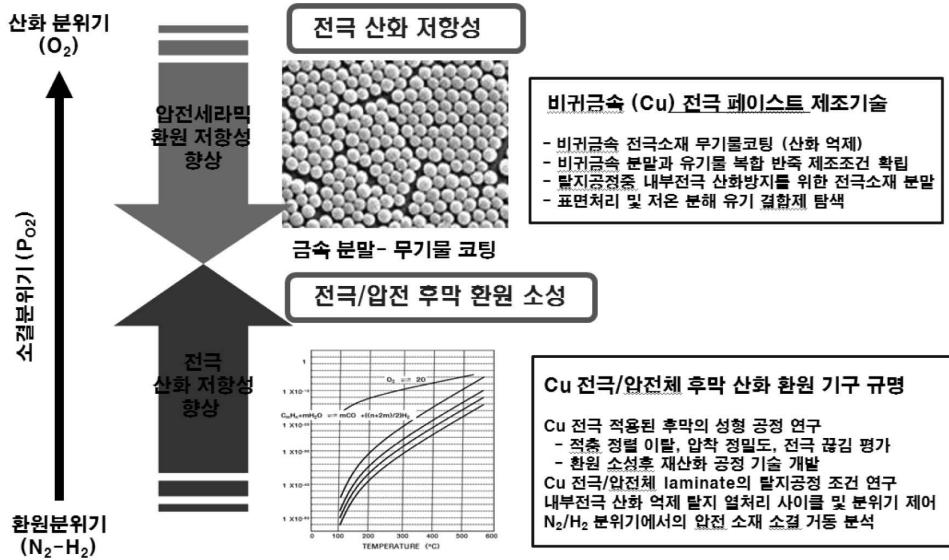 산화 분위기
(O₂)
소결분위기 (P_O2)
환원분위기
(N₂-H₂)
압전세라믹
환원 저항성
향상
전극
산화 저항성
향상
전극 산화 저항성
금속 분말- 무기물 코팅
전극/압전 후막 환원 소성
1
O₂ ⇌ 2O
CₘHₙ+mH₂O ⇌ mCO +((n+2m)/2)H₂
0 100 200 300 400 500 600
TEMPERATURE (°C)
비귀금속 (Cu) 전극 페이스트 제조기술
- 비귀금속 전극소재 무기물코팅 (산화 억제)
- 비귀금속 분말과 유기물 복합 반죽 제조조건 확립
- 탈지공정중 내부전극 산화방지를 위한 전극소재 분말
- 표면처리 및 저온 분해 유기 결합제 탐색
Cu 전극/압전체 후막 산화 환원 기구 규명
Cu 전극 적용된 후막의 성형 공정 연구
- 적층 정렬 이탈, 압착 정밀도, 전극 끊김 평가
- 환원 소성후 재산화 공정 기술 개발
Cu 전극/압전체 laminate의 탈지공정 조건 연구
내부전극 산화 억제 탈지 열처리 사이클 및 분위기 제어
N₂/H₂ 분위기에서의 압전 소재 소결 거동 분석